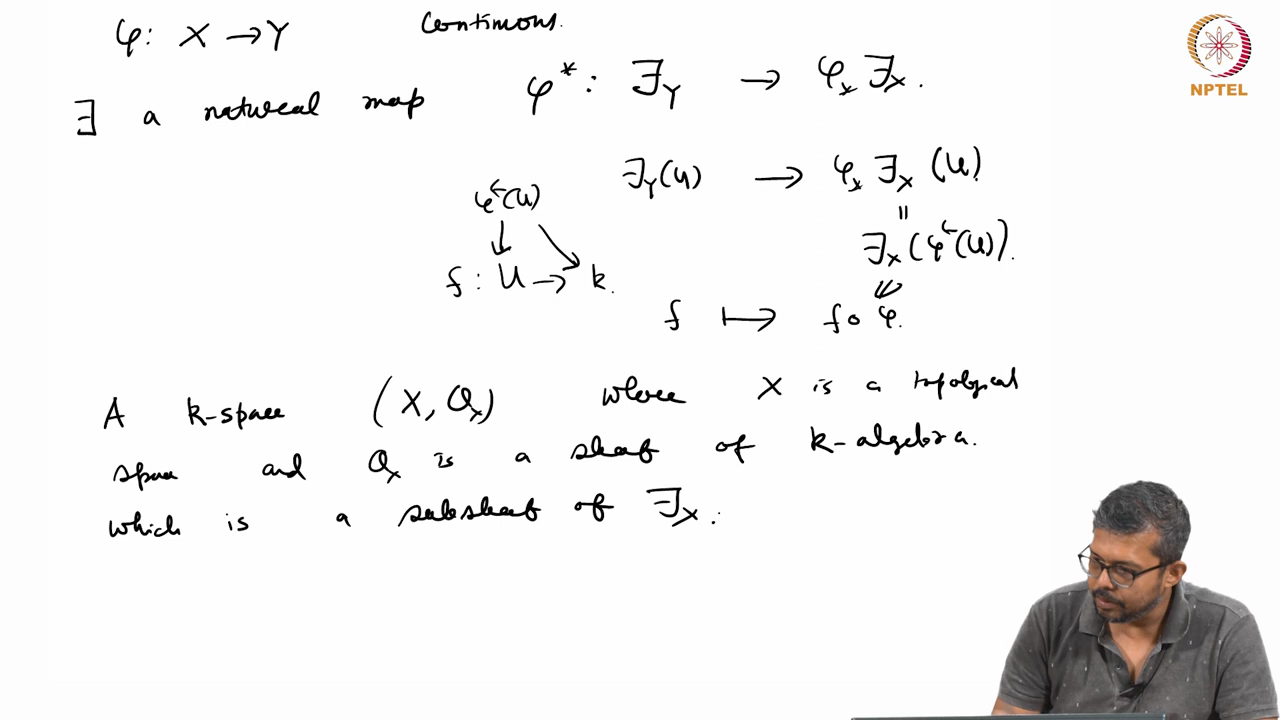 φ: X → Y continuous.
∃ a natural map φ*: ℱ_Y → φ_* ℱ_X.
ℱ_Y(U) → φ_* ℱ_X (U)
φ^←(U) ‖
↓ ↘ ℱ_X(φ^←(U)).
f : U → k.
f ↦ f∘φ.
A k-space (X, O_X) where X is a topological
space and O_X is a sheaf of k-algebra.
which is a subsheaf of ℱ_X.
NPTEL